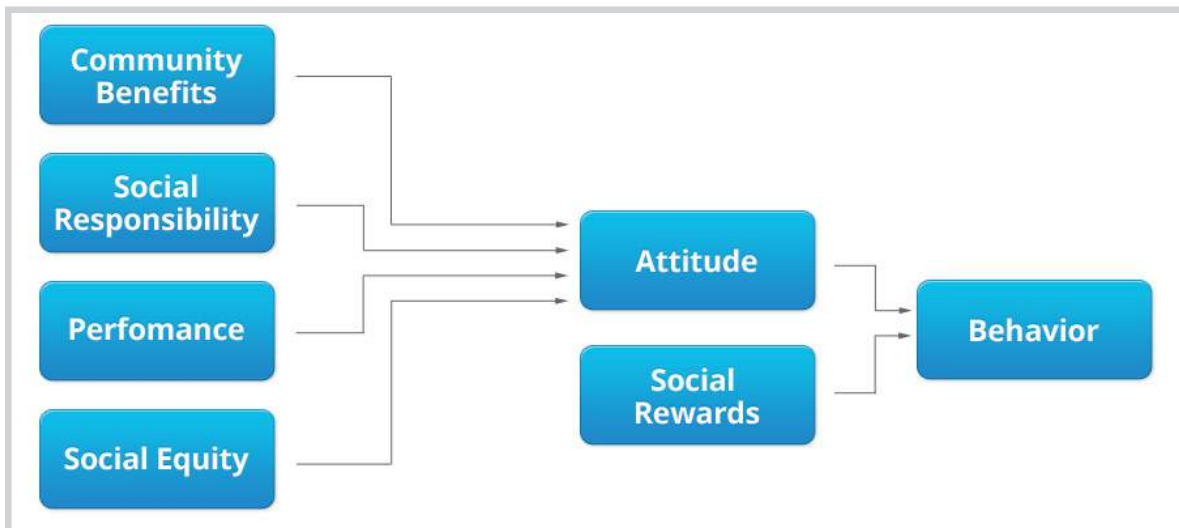 Community
Benefits
Social
Responsibility
Perfomance
Social Equity
Attitude
Social
Rewards
Behavior